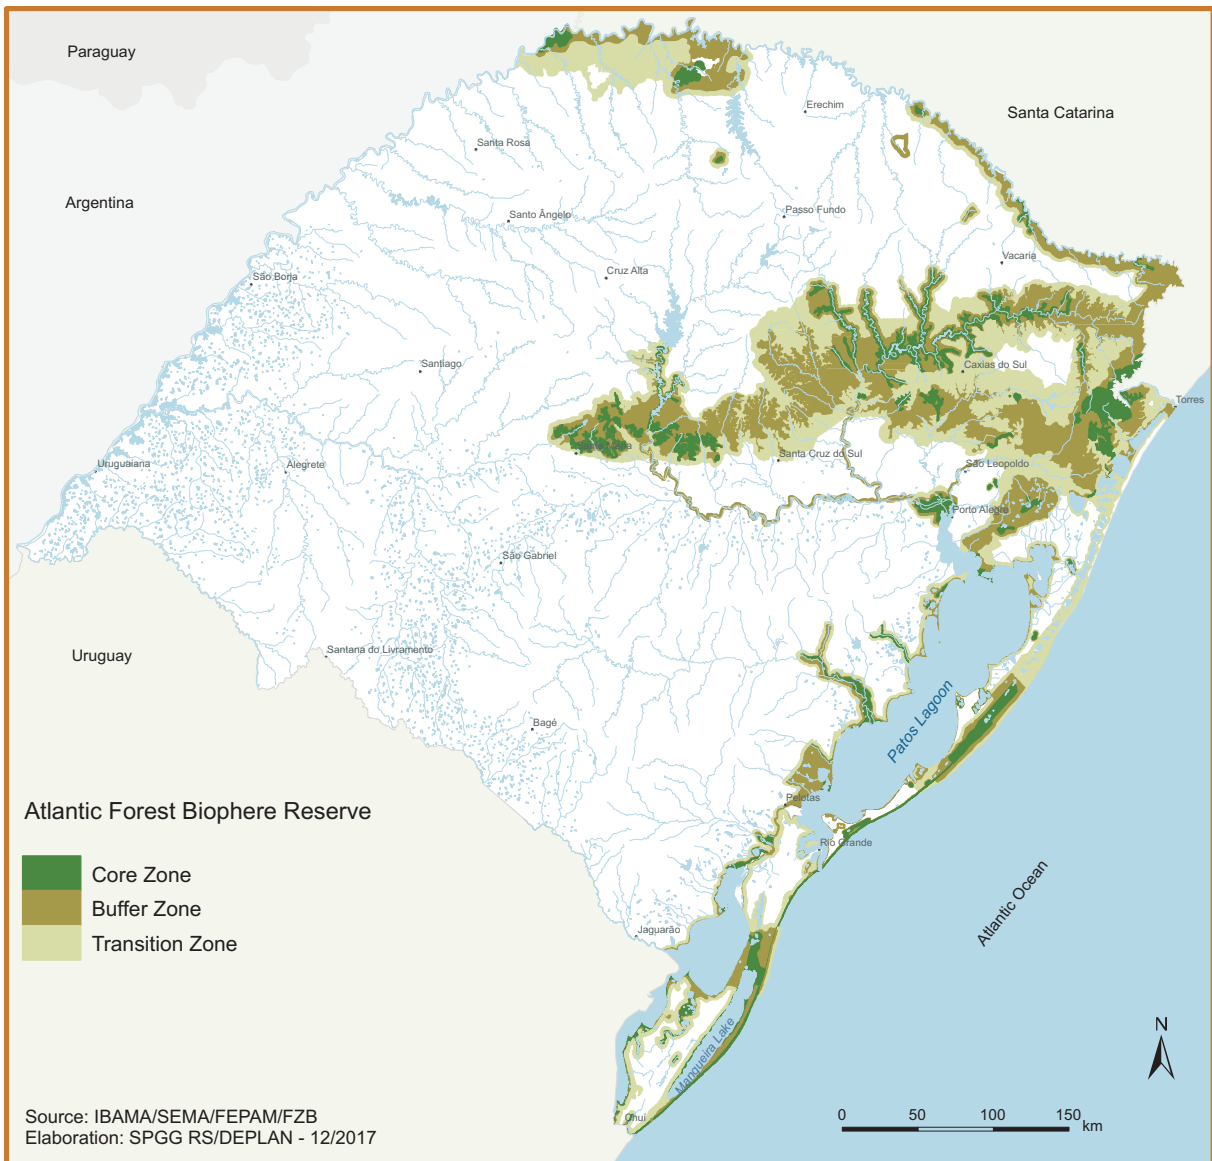 Paraguay
Santa Catarina
Erechim
Santa Rosa
Argentina
Santo Ângelo
Passo Fundo
Vacaria
São Borja
Cruz Alta
Santiago
Caxias do Sul
Torres
Uruguaiana
Alegrete
Santa Cruz do Sul
São Leopoldo
Porto Alegre
São Gabriel
Uruguay
Santana do Livramento
Patos Lagoon
Bagé
Pelotas
Atlantic Forest Biophere Reserve
Rio Grande
Core Zone
Buffer Zone
Transition Zone
Atlantic Ocean
Jaguarão
Mangueira Lake
Chuí
N
Source: IBAMA/SEMA/FEPAM/FZB
Elaboration: SPGG RS/DEPLAN - 12/2017
0 50 100 150
km